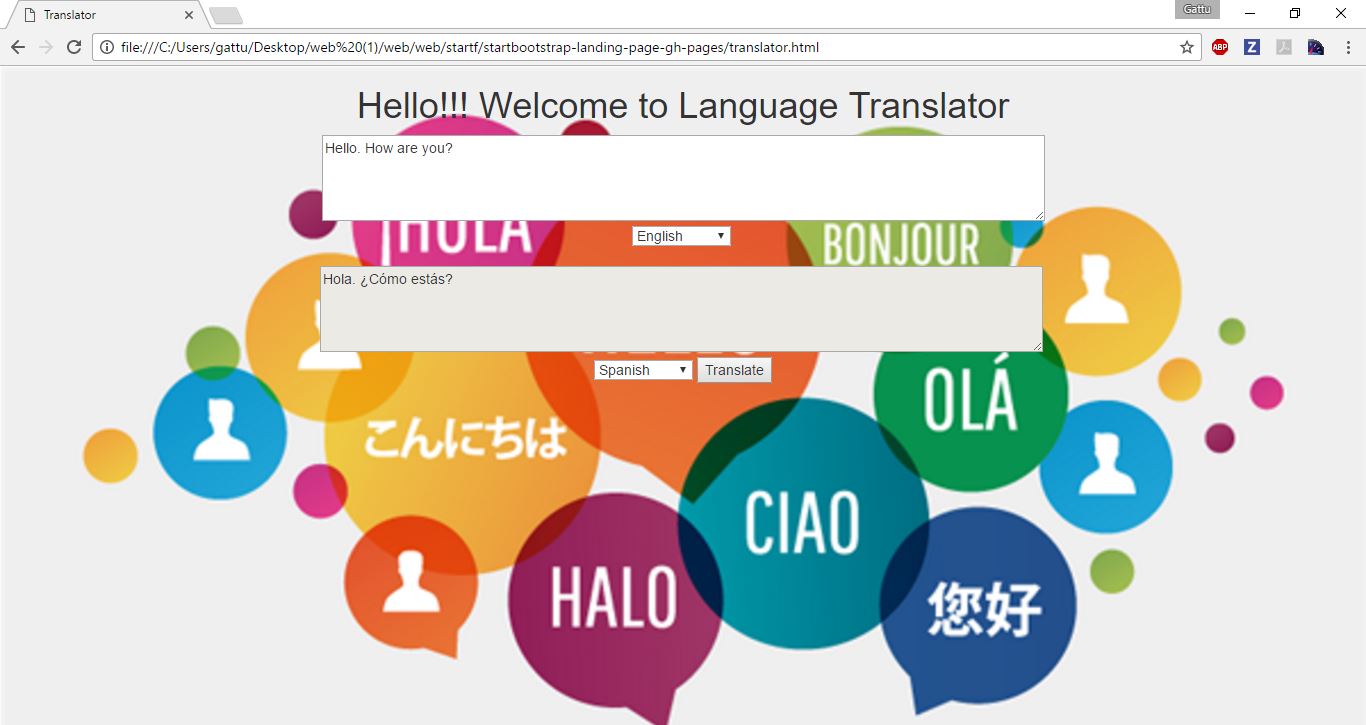 Translator
Gattu
file:///C:/Users/gattu/Desktop/web%20(1)/web/web/startf/startbootstrap-landing-page-gh-pages/translator.html
ABP
Z
Hello!!! Welcome to Language Translator
Hello. How are you?
¡HOLA
English
BONJOUR
Hola. ¿Cómo estás?
Spanish
Translate
OLÁ
こんにちは
CIAO
HALO
您好